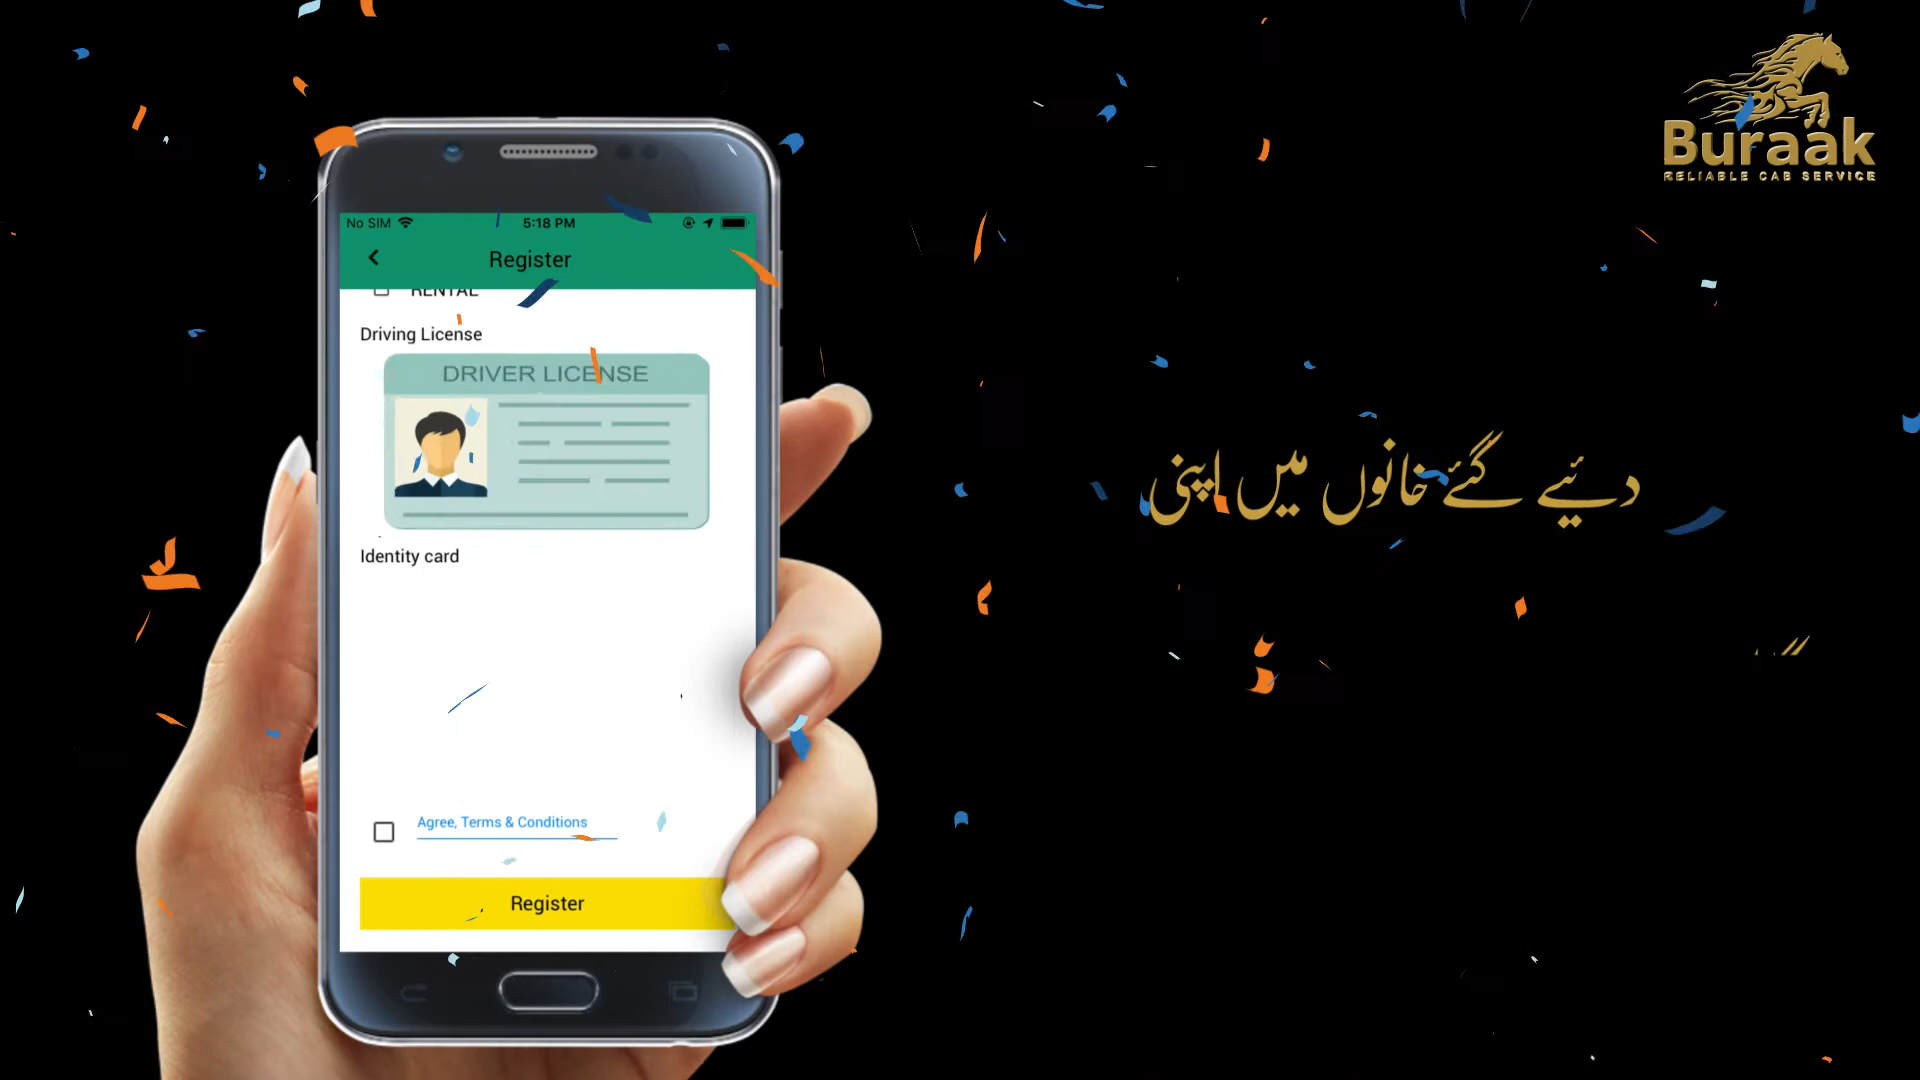 Buraak
RELIABLE CAB SERVICE
No SIM 5:18 PM
Register
RENTAL
Driving License
DRIVER LICENSE
Identity card
Agree, Terms & Conditions
Register
دئیے گئے خانوں میں اپنی